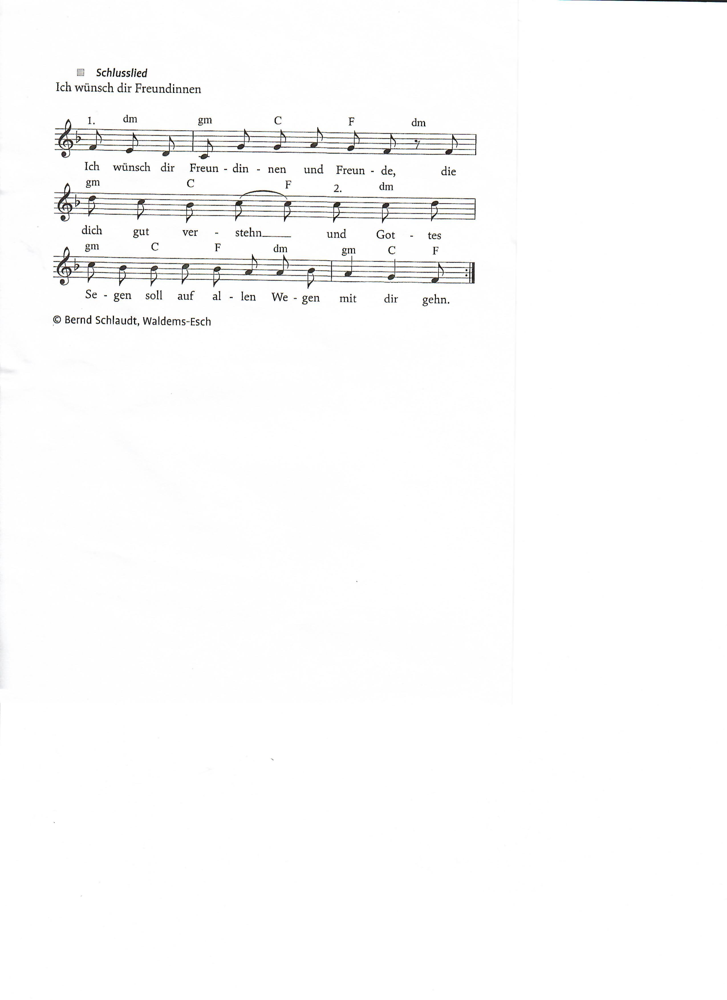 Schlusslied
Ich wünsch dir Freundinnen
1. dm gm C F dm
Ich wünsch dir Freun - din - nen und Freun - de, die
gm C F 2. dm
dich gut ver - stehn___ und Got - tes
gm C F dm gm C F
Se - gen soll auf al - len We - gen mit dir gehn.
© Bernd Schlaudt, Waldems-Esch